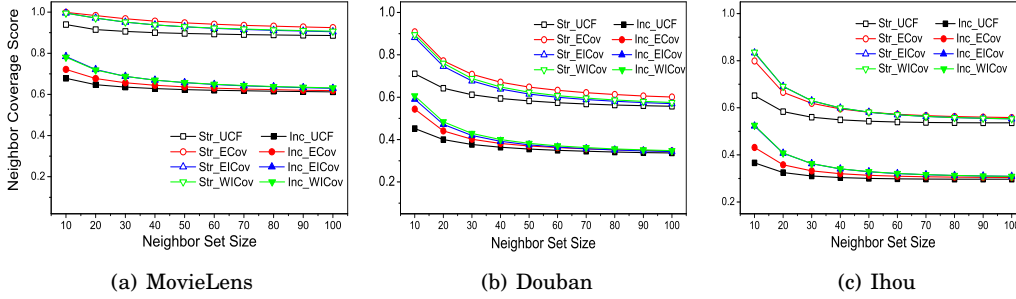 Neighbor Coverage Score
1.0
0.8
0.6
0.4
0.2
Str_UCF Inc_UCF
Str_ECov Inc_ECov
Str_EICov Inc_EICov
Str_WICov Inc_WICov
10 20 30 40 50 60 70 80 90 100
Neighbor Set Size
(a) MovieLens
1.0
0.8
0.6
0.4
0.2
Str_UCF Inc_UCF
Str_ECov Inc_ECov
Str_EICov Inc_EICov
Str_WICov Inc_WICov
10 20 30 40 50 60 70 80 90 100
Neighbor Set Size
(b) Douban
0.8
0.6
0.4
0.2
Str_UCF Inc_UCF
Str_ECov Inc_ECov
Str_EICov Inc_EICov
Str_WICov Inc_WICov
10 20 30 40 50 60 70 80 90 100
Neighbor Set Size
(c) Ihou